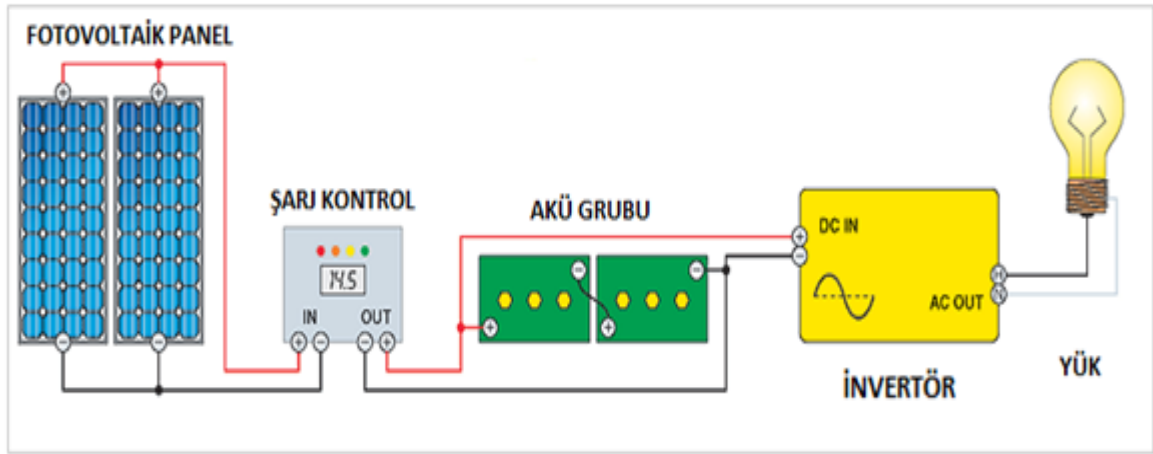 FOTOVOLTAİK PANEL
+ +
- -
ŞARJ KONTROL
14.5
IN OUT
+ - - +
AKÜ GRUBU
- -
+ +
DC IN
+
-
AC OUT
H
N
İNVERTÖR
YÜK